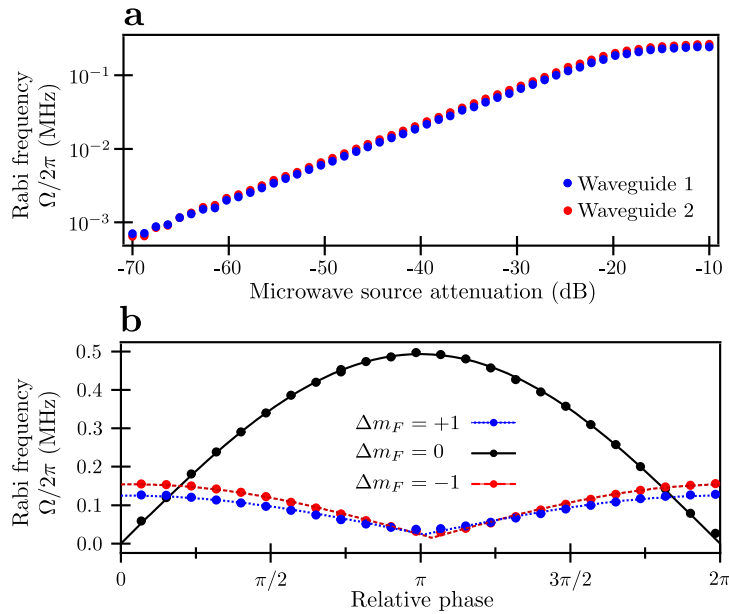 a
Rabi frequency
Ω/2π (MHz)
10⁻¹
10⁻²
10⁻³
Waveguide 1
Waveguide 2
-70 -60 -50 -40 -30 -20 -10
Microwave source attenuation (dB)
b
Rabi frequency
Ω/2π (MHz)
0.5
0.4
0.3
0.2
0.1
0.0
Δm_F = +1
Δm_F = 0
Δm_F = −1
0 π/2 π 3π/2 2π
Relative phase